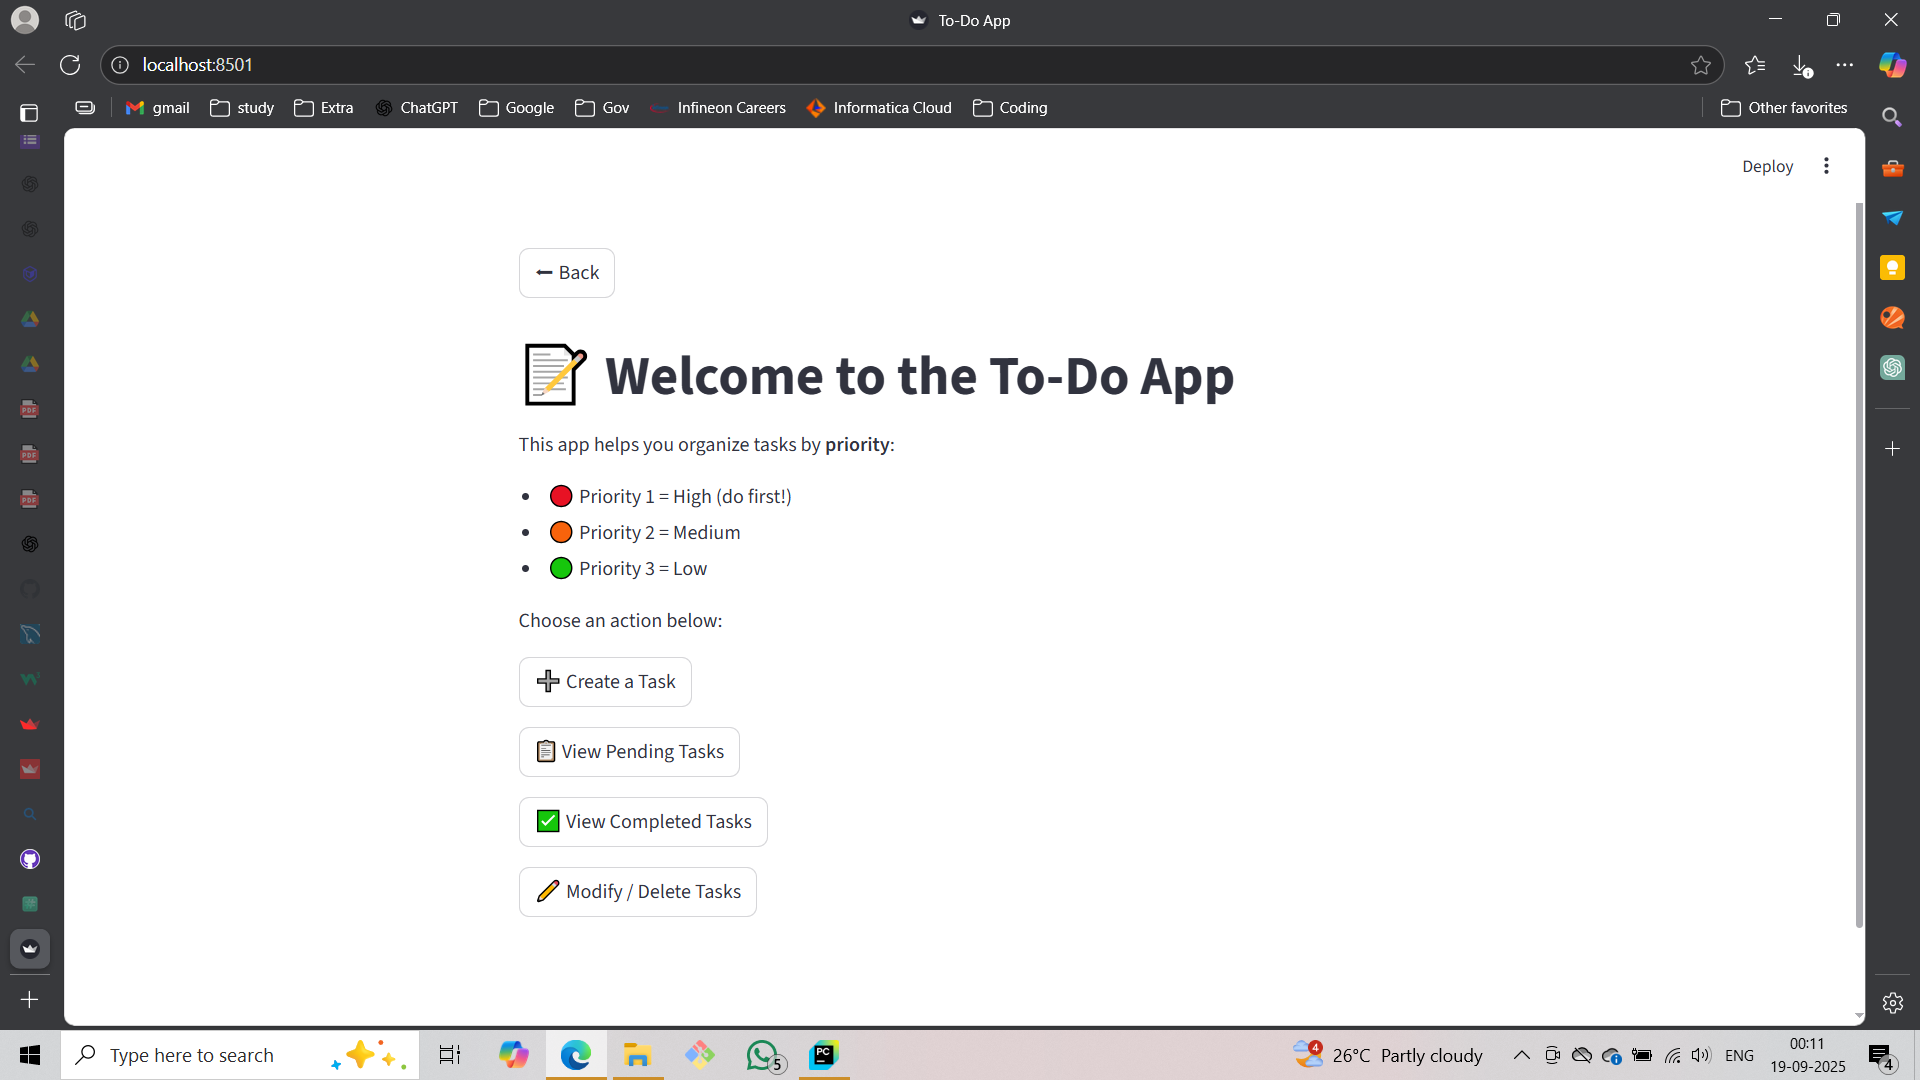 To-Do App
localhost:8501
gmail study Extra ChatGPT Google Gov Infineon Careers Informatica Cloud Coding Other favorites
Deploy
Back
Welcome to the To-Do App
This app helps you organize tasks by priority:
Priority 1 = High (do first!)
Priority 2 = Medium
Priority 3 = Low
Choose an action below:
Create a Task
View Pending Tasks
View Completed Tasks
Modify / Delete Tasks
Type here to search
5
PC
4
26°C Partly cloudy
ENG
00:11
19-09-2025
4